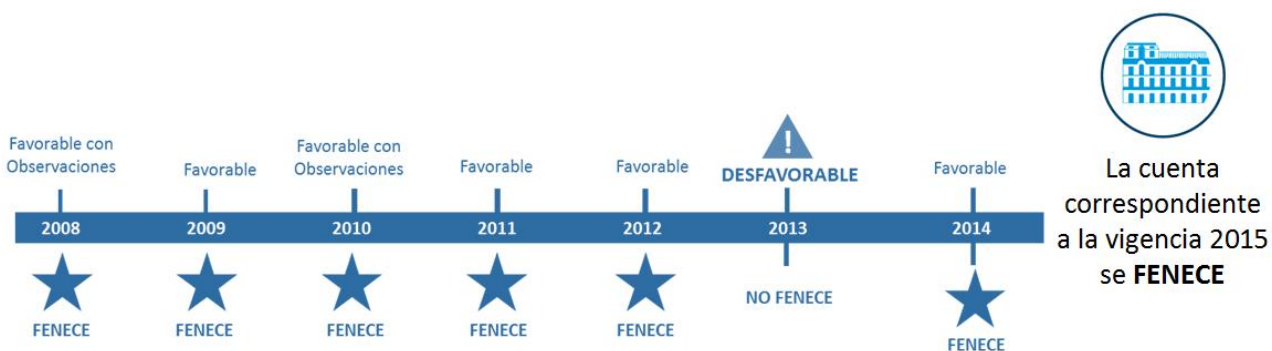 Favorable con
Observaciones
Favorable
Favorable con
Observaciones
Favorable
Favorable
!
DESFAVORABLE
Favorable
2008 2009 2010 2011 2012 2013 2014
FENECE FENECE FENECE FENECE FENECE NO FENECE FENECE
La cuenta
correspondiente
a la vigencia 2015
se FENECE